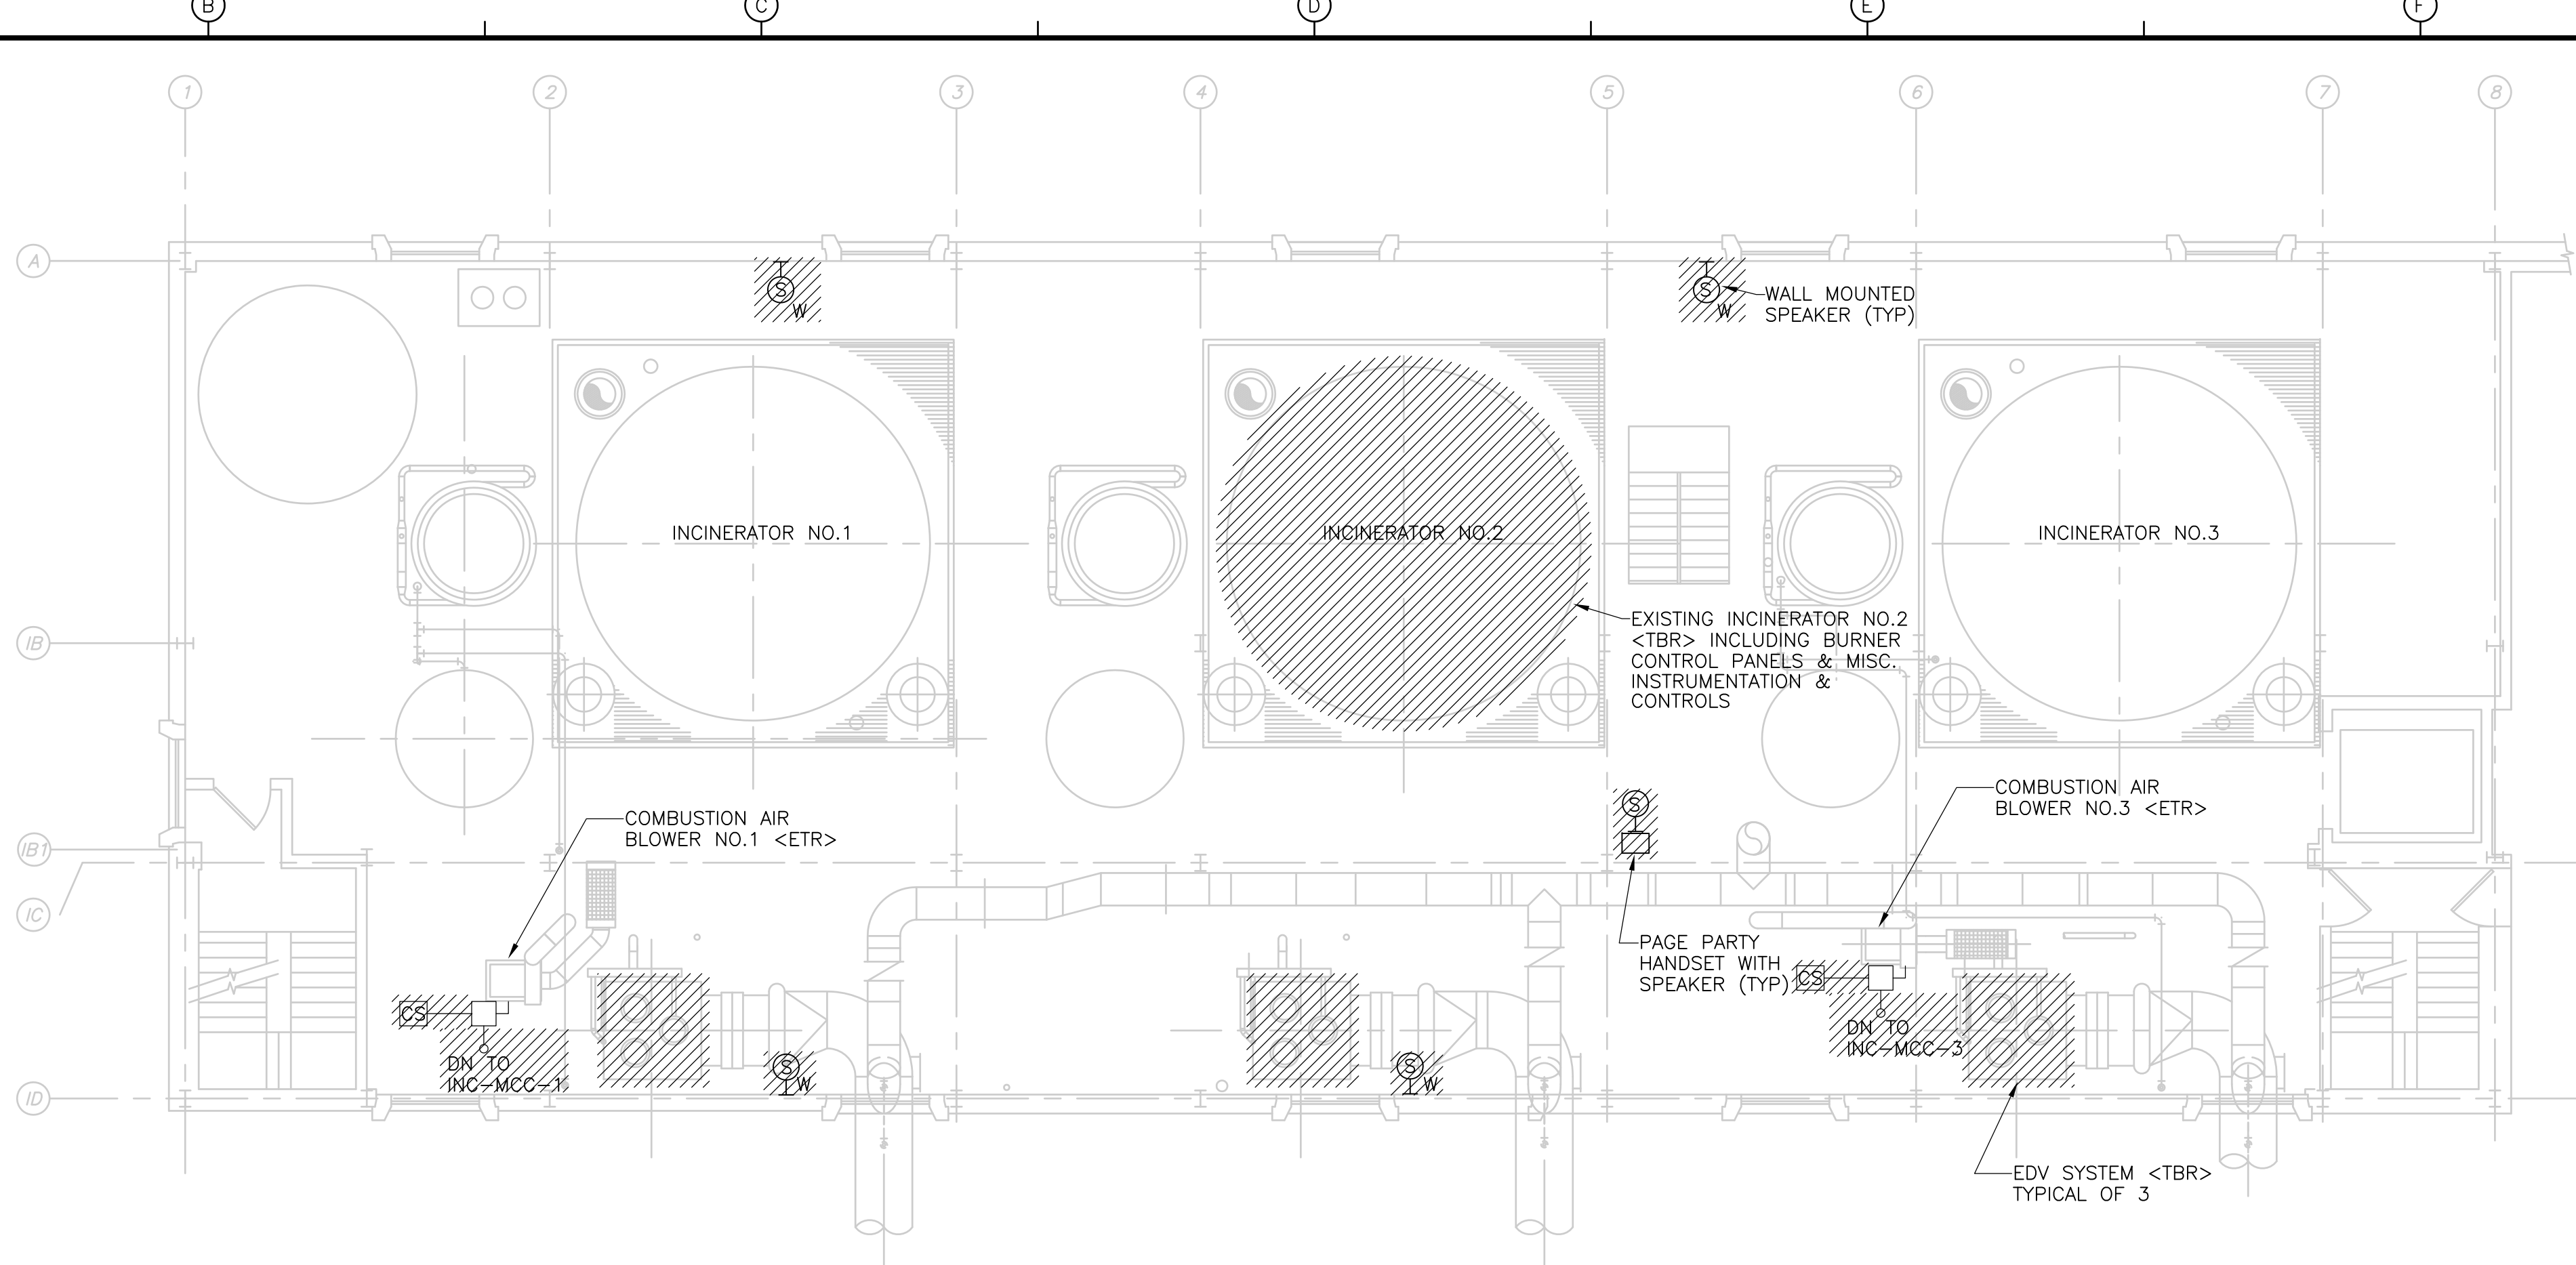 B C D E F
1 2 3 4 5 6 7 8
A
S
W
S
W
WALL MOUNTED
SPEAKER (TYP)
INCINERATOR NO.1
INCINERATOR NO.2
INCINERATOR NO.3
EXISTING INCINERATOR NO.2
<TBR> INCLUDING BURNER
CONTROL PANELS & MISC.
INSTRUMENTATION &
CONTROLS
IB
COMBUSTION AIR
BLOWER NO.1 <ETR>
S
COMBUSTION AIR
BLOWER NO.3 <ETR>
IB1
IC
PAGE PARTY
HANDSET WITH
SPEAKER (TYP)
CS
CS
DN TO
INC-MCC-1
S
W
S
W
DN TO
INC-MCC-3
ID
EDV SYSTEM <TBR>
TYPICAL OF 3